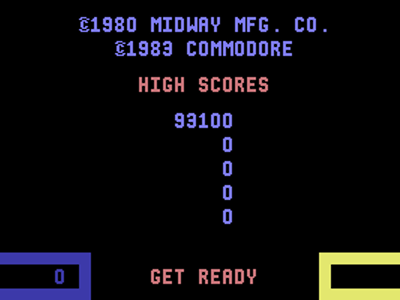 ©1980 MIDWAY MFG. CO.
©1983 COMMODORE
HIGH SCORES
93100
0
0
0
0
0 GET READY